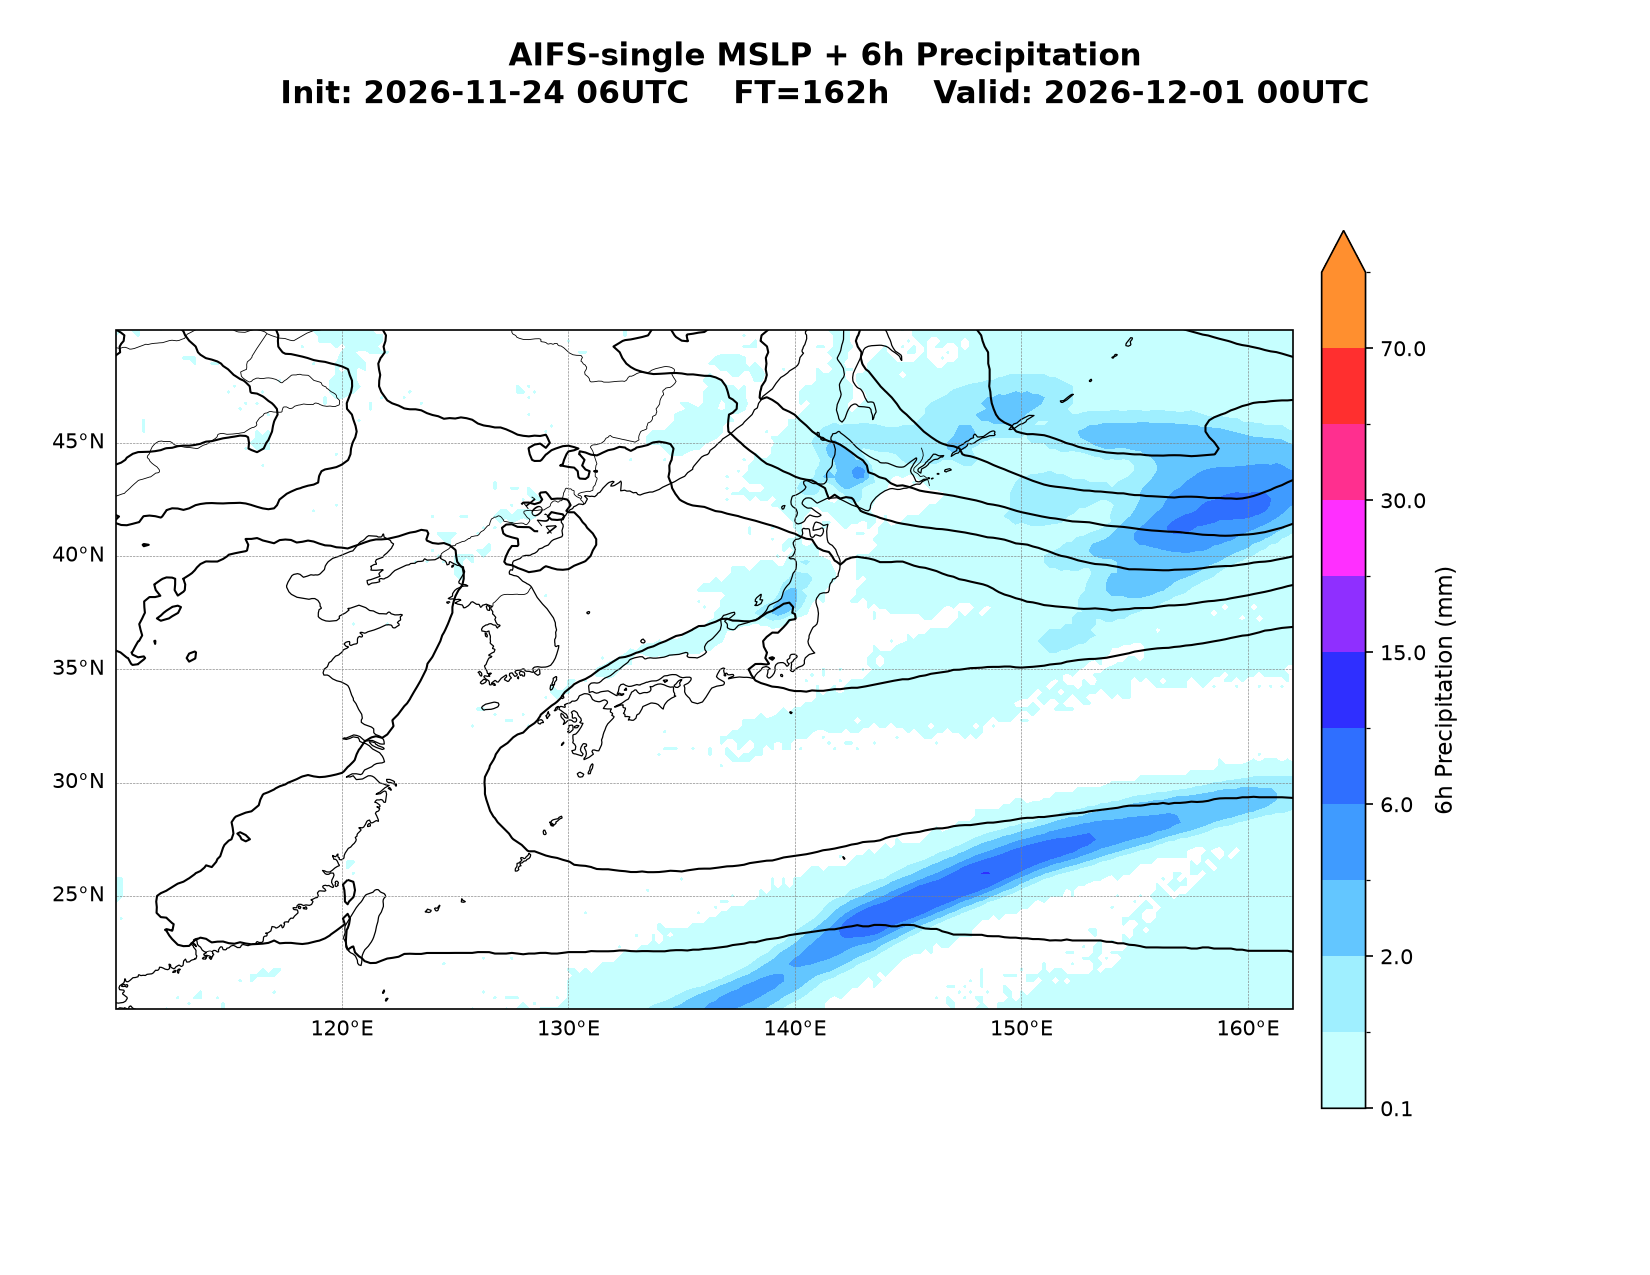 AIFS-single MSLP + 6h Precipitation
Init: 2026-11-24 06UTC    FT=162h    Valid: 2026-12-01 00UTC
70.0
30.0
15.0
6.0
2.0
0.1
6h Precipitation (mm)
45°N
40°N
35°N
30°N
25°N
120°E
130°E
140°E
150°E
160°E